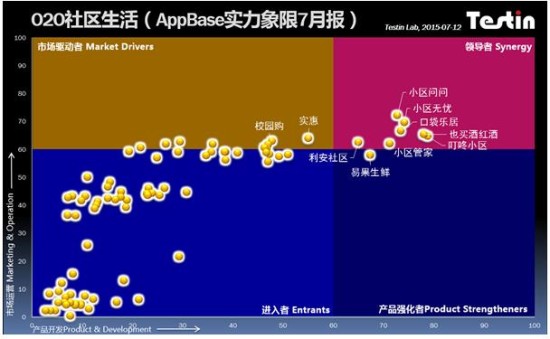 O2O社区生活（AppBase实力象限7月报）
Testin
Testin Lab, 2015-07-12
市场驱动者 Market Drivers
领导者 Synergy
小区问问
小区无忧
口袋乐居
也买酒红酒
叮咚小区
校园购
实惠
利安社区
小区管家
易果生鲜
进入者 Entrants
产品强化者Product Strengtheners
市场运营 Marketing & Operation
产品开发Product & Development
100
90
80
70
60
50
40
30
20
10
0
0
10
20
30
40
50
60
70
80
90
100